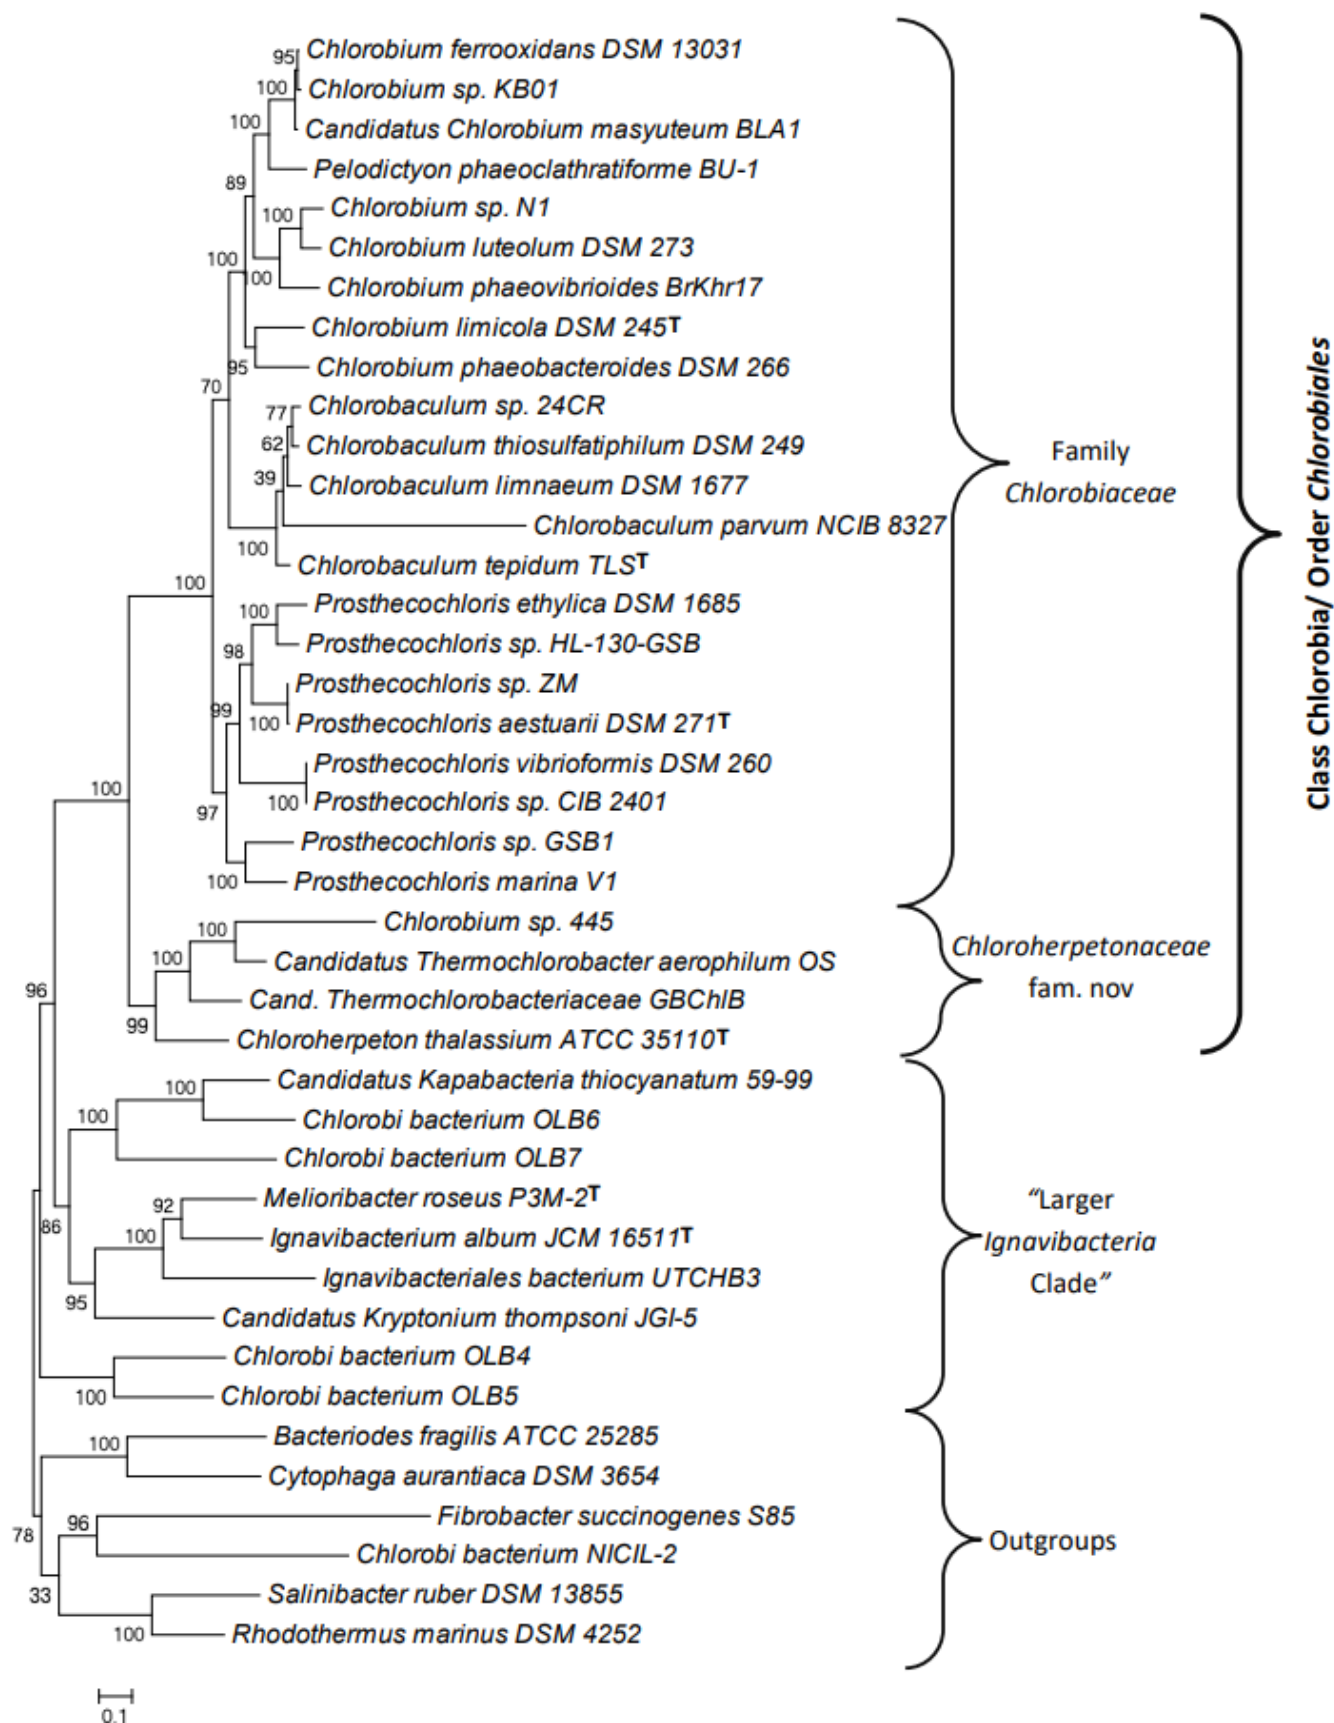 95 Chlorobium ferrooxidans DSM 13031
100 Chlorobium sp. KB01
100 Candidatus Chlorobium masyuteum BLA1
Pelodictyon phaeoclathratiforme BU-1
89
100 Chlorobium sp. N1
Chlorobium luteolum DSM 273
100 100 Chlorobium phaeovibrioides BrKhr17
Chlorobium limicola DSM 245T
95 Chlorobium phaeobacteroides DSM 266
70
77 Chlorobaculum sp. 24CR
62 Chlorobaculum thiosulfatiphilum DSM 249
39 Chlorobaculum limnaeum DSM 1677
Chlorobaculum parvum NCIB 8327
100 Chlorobaculum tepidum TLST
100
100 Prosthecochloris ethylica DSM 1685
98 Prosthecochloris sp. HL-130-GSB
Prosthecochloris sp. ZM
99 100 Prosthecochloris aestuarii DSM 271T
Prosthecochloris vibrioformis DSM 260
100 Prosthecochloris sp. CIB 2401
97
Prosthecochloris sp. GSB1
100 Prosthecochloris marina V1
100
Family
Chlorobiaceae
100 Chlorobium sp. 445
100 Candidatus Thermochlorobacter aerophilum OS
Cand. Thermochlorobacteriaceae GBChlB
99 Chloroherpeton thalassium ATCC 35110T
Chloroherpetonaceae
fam. nov
Class Chlorobia/ Order Chlorobiales
96
100 Candidatus Kapabacteria thiocyanatum 59-99
100 Chlorobi bacterium OLB6
Chlorobi bacterium OLB7
92 Melioribacter roseus P3M-2T
86 100 Ignavibacterium album JCM 16511T
Ignavibacteriales bacterium UTCHB3
95 Candidatus Kryptonium thompsoni JGI-5
Chlorobi bacterium OLB4
100 Chlorobi bacterium OLB5
“Larger
Ignavibacteria
Clade”
100 Bacteriodes fragilis ATCC 25285
Cytophaga aurantiaca DSM 3654
78 96 Fibrobacter succinogenes S85
Chlorobi bacterium NICIL-2
33 Salinibacter ruber DSM 13855
100 Rhodothermus marinus DSM 4252
Outgroups
0.1